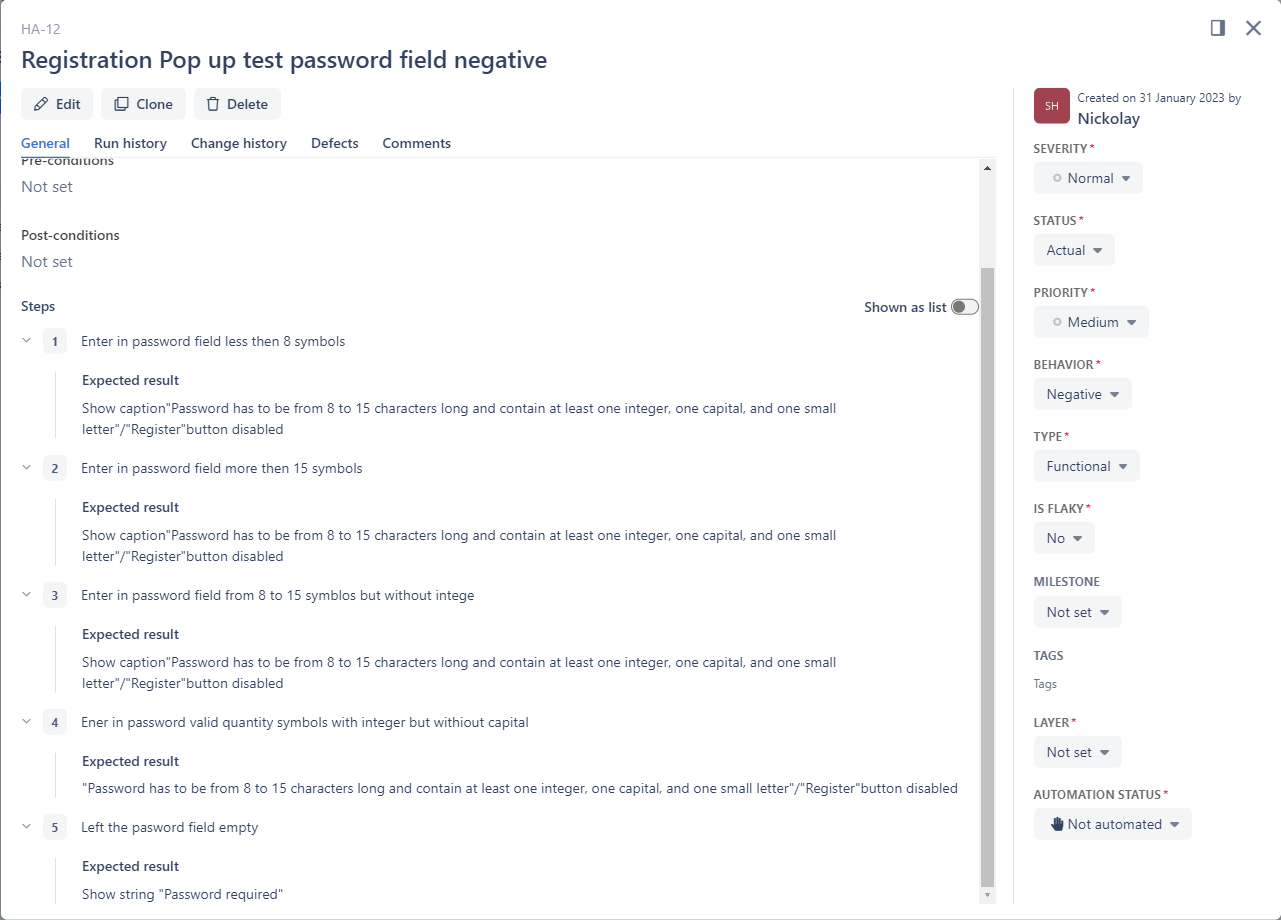 HA-12
Registration Pop up test password field negative
Edit
Clone
Delete
General
Run history
Change history
Defects
Comments
Pre-conditions
Not set
Post-conditions
Not set
Steps
Shown as list
1
Enter in password field less then 8 symbols
Expected result
Show caption"Password has to be from 8 to 15 characters long and contain at least one integer, one capital, and one small
letter"/"Register"button disabled
2
Enter in password field more then 15 symbols
Expected result
Show caption"Password has to be from 8 to 15 characters long and contain at least one integer, one capital, and one small
letter"/"Register"button disabled
3
Enter in password field from 8 to 15 symblos but without intege
Expected result
Show caption"Password has to be from 8 to 15 characters long and contain at least one integer, one capital, and one small
letter"/"Register"button disabled
4
Ener in password valid quantity symbols with integer but withiout capital
Expected result
"Password has to be from 8 to 15 characters long and contain at least one integer, one capital, and one small letter"/"Register"button disabled
5
Left the pasword field empty
Expected result
Show string "Password required"
SH
Created on 31 January 2023 by
Nickolay
SEVERITY*
Normal
STATUS*
Actual
PRIORITY*
Medium
BEHAVIOR*
Negative
TYPE*
Functional
IS FLAKY*
No
MILESTONE
Not set
TAGS
Tags
LAYER*
Not set
AUTOMATION STATUS*
Not automated